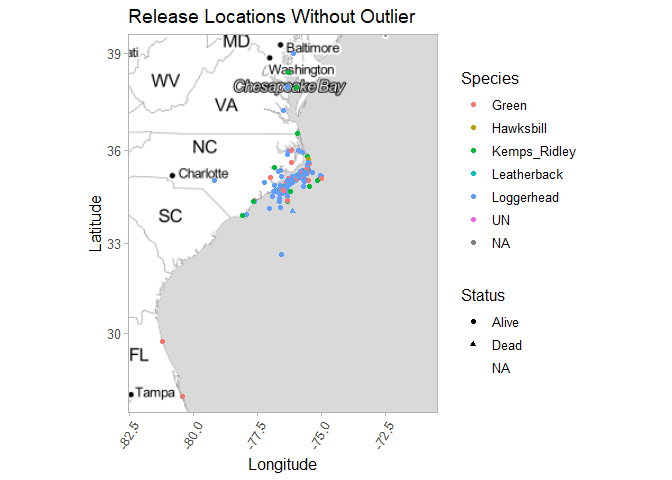 Release Locations Without Outlier
39
36
33
30
Latitude
ati
MD
Baltimore
Washington
WV
Chesapeake Bay
VA
NC
Charlotte
SC
FL
Tampa
-82.5
-80.0
-77.5
-75.0
-72.5
Longitude
Species
Green
Hawksbill
Kemps_Ridley
Leatherback
Loggerhead
UN
NA
Status
Alive
Dead
NA